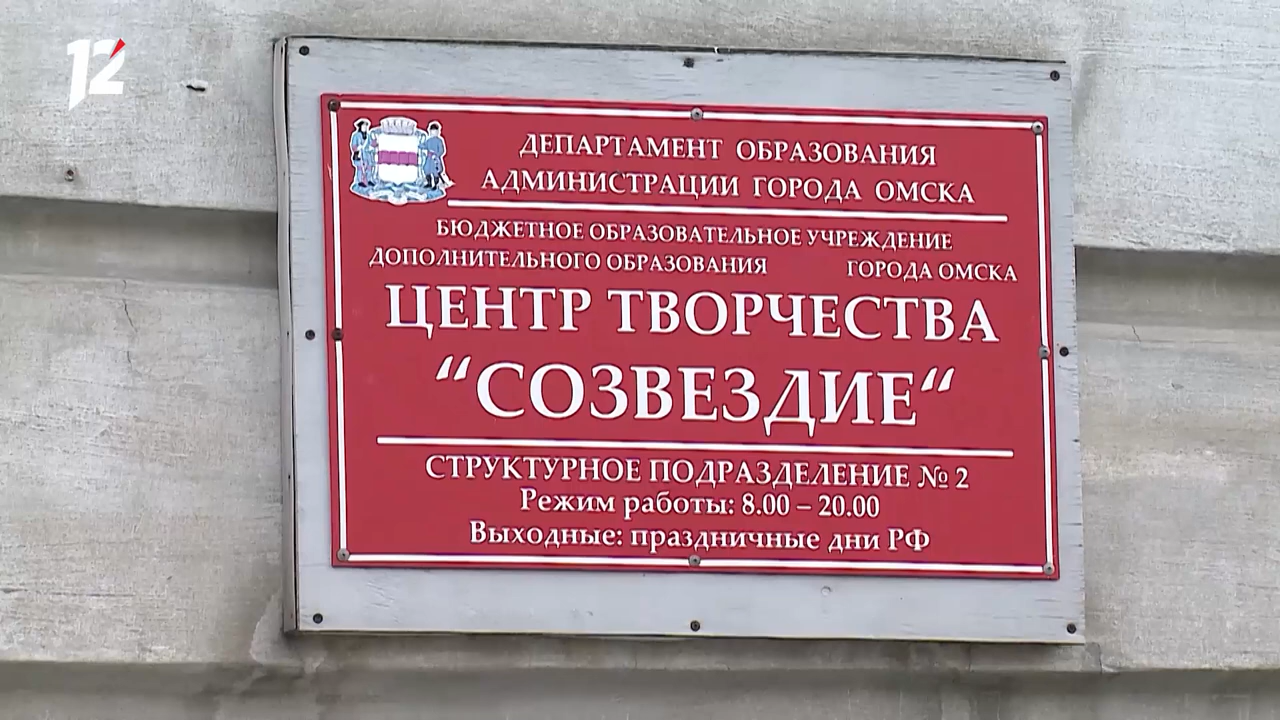 12
ДЕПАРТАМЕНТ ОБРАЗОВАНИЯ
АДМИНИСТРАЦИИ ГОРОДА ОМСКА
БЮДЖЕТНОЕ ОБРАЗОВАТЕЛЬНОЕ УЧРЕЖДЕНИЕ
ДОПОЛНИТЕЛЬНОГО ОБРАЗОВАНИЯ ГОРОДА ОМСКА
ЦЕНТР ТВОРЧЕСТВА
“СОЗВЕЗДИЕ“
СТРУКТУРНОЕ ПОДРАЗДЕЛЕНИЕ № 2
Режим работы: 8.00 – 20.00
Выходные: праздничные дни РФ